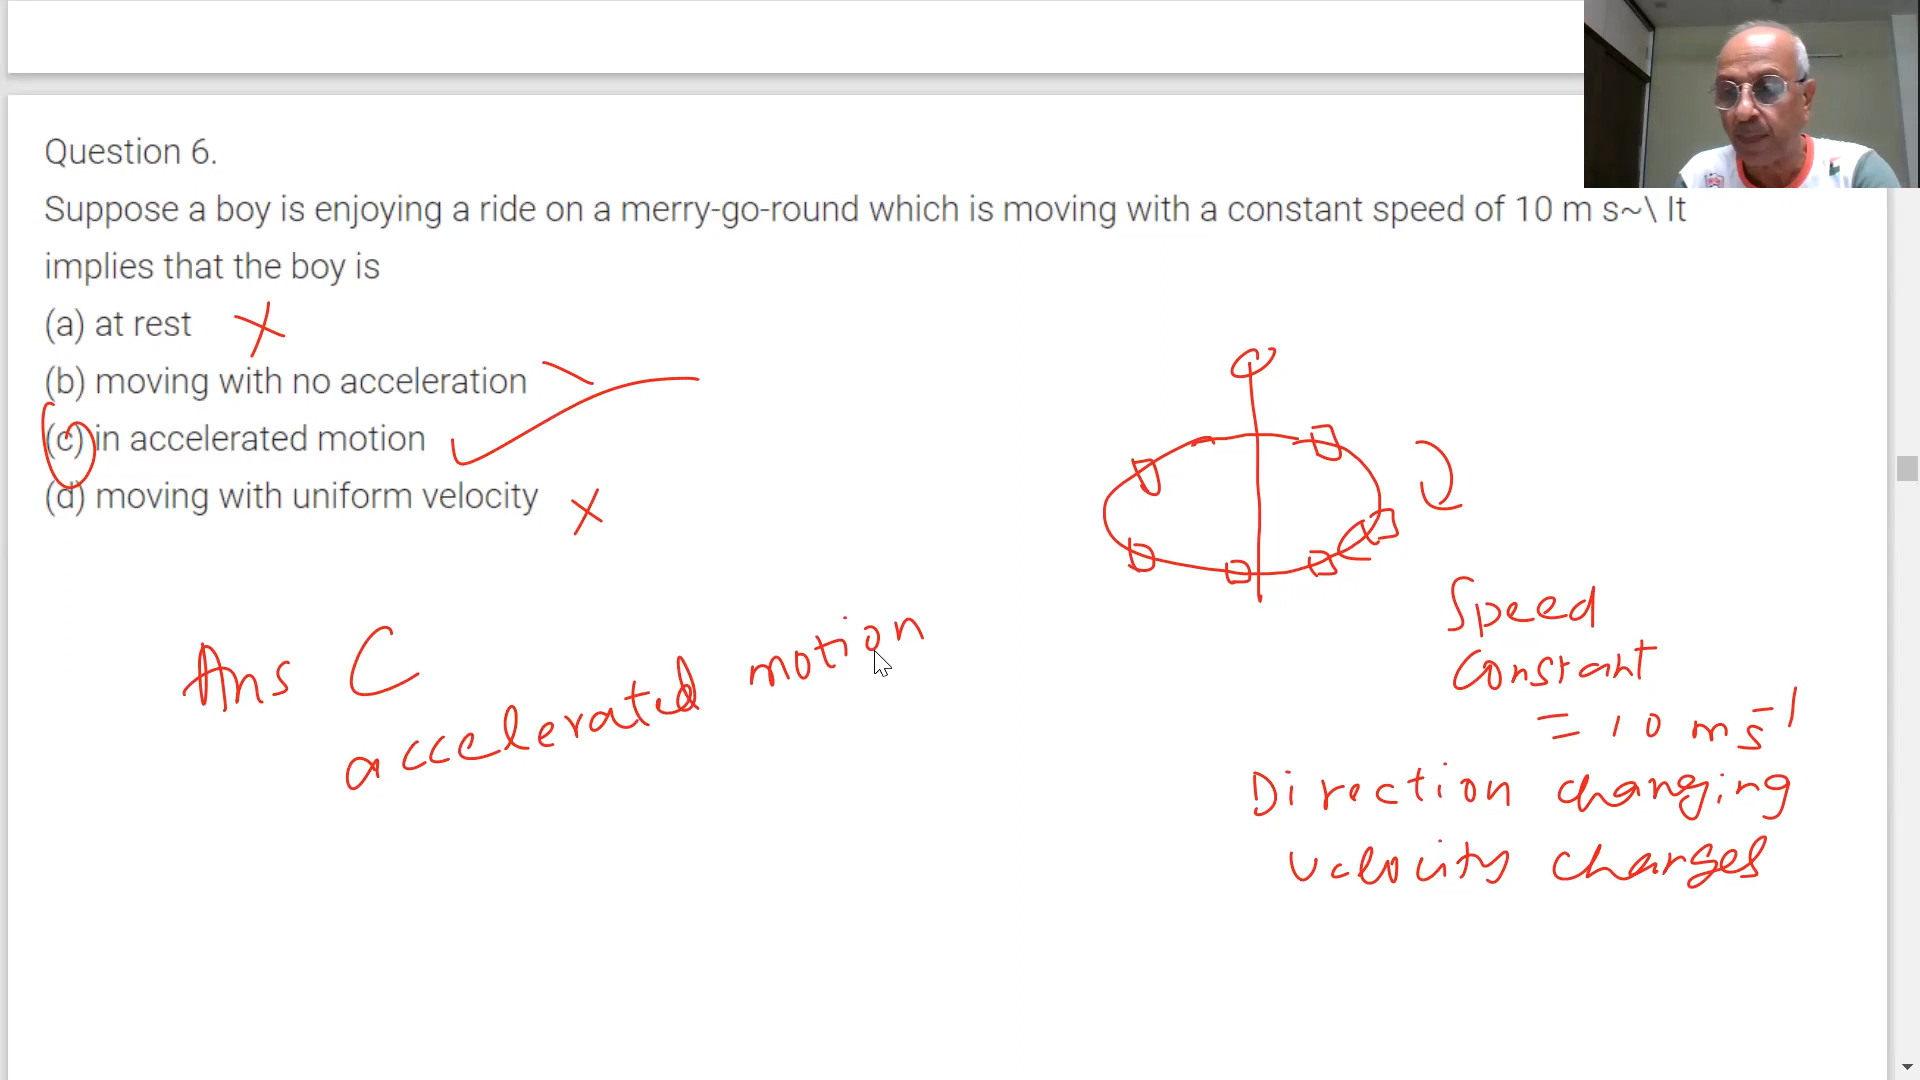 Question 6.
Suppose a boy is enjoying a ride on a merry-go-round which is moving with a constant speed of 10 m s~\ It
implies that the boy is
(a) at rest
(b) moving with no acceleration
(c) in accelerated motion
(d) moving with uniform velocity
Ans C
accelerated motion
Speed
Constant
= 10 m s⁻¹
Direction changing
velocity changes